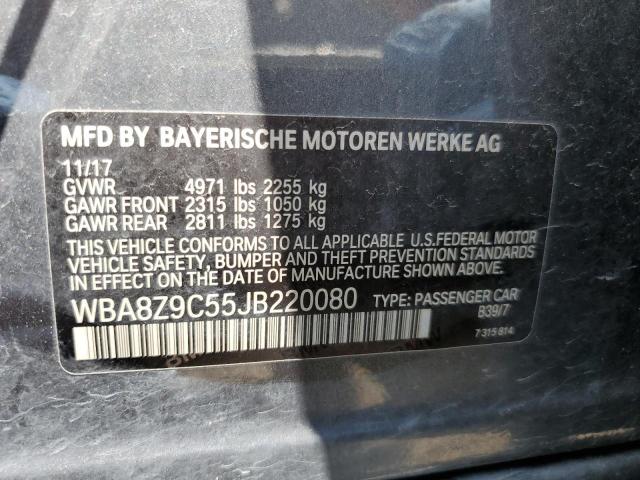 MFD BY BAYERISCHE MOTOREN WERKE AG
11/17
GVWR 4971 lbs 2255 kg
GAWR FRONT 2315 lbs 1050 kg
GAWR REAR 2811 lbs 1275 kg
THIS VEHICLE CONFORMS TO ALL APPLICABLE U.S.FEDERAL MOTOR
VEHICLE SAFETY, BUMPER AND THEFT PREVENTION STANDARDS
IN EFFECT ON THE DATE OF MANUFACTURE SHOWN ABOVE.
WBA8Z9C55JB220080 TYPE: PASSENGER CAR
B39/7
7 315 814